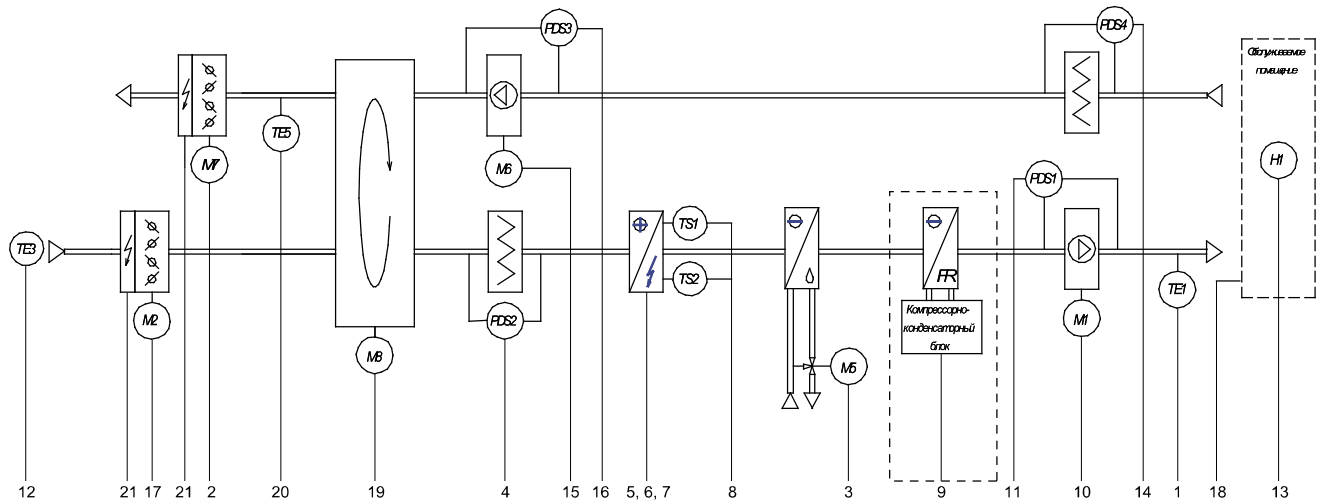 PDS3
PDS4
Обслуживаемое
помещение
TE5
M7
M6
H1
PDS1
TE3
TS1
TS2
FR
TE1
M2
PDS2
Компрессорно-
конденсаторный
блок
M1
M8
M5
12 21 17 21 2 20 19 4 15 16 5, 6, 7 8 3 9 11 10 14 1 18 13